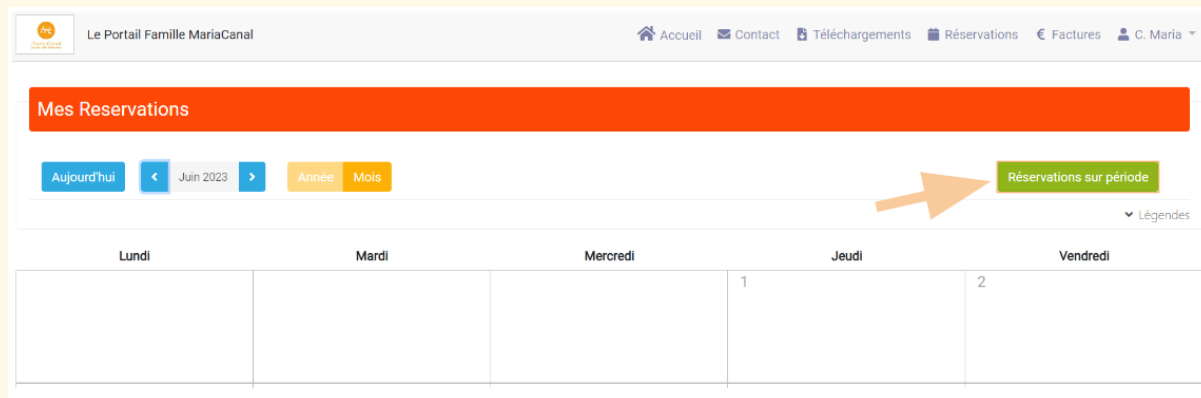 Le Portail Famille MariaCanal
Accueil Contact Téléchargements Réservations € Factures C. Maria
Mes Reservations
Aujourd'hui < Juin 2023 > Année Mois
Réservations sur période
Légendes
Lundi Mardi Mercredi Jeudi Vendredi
1 2